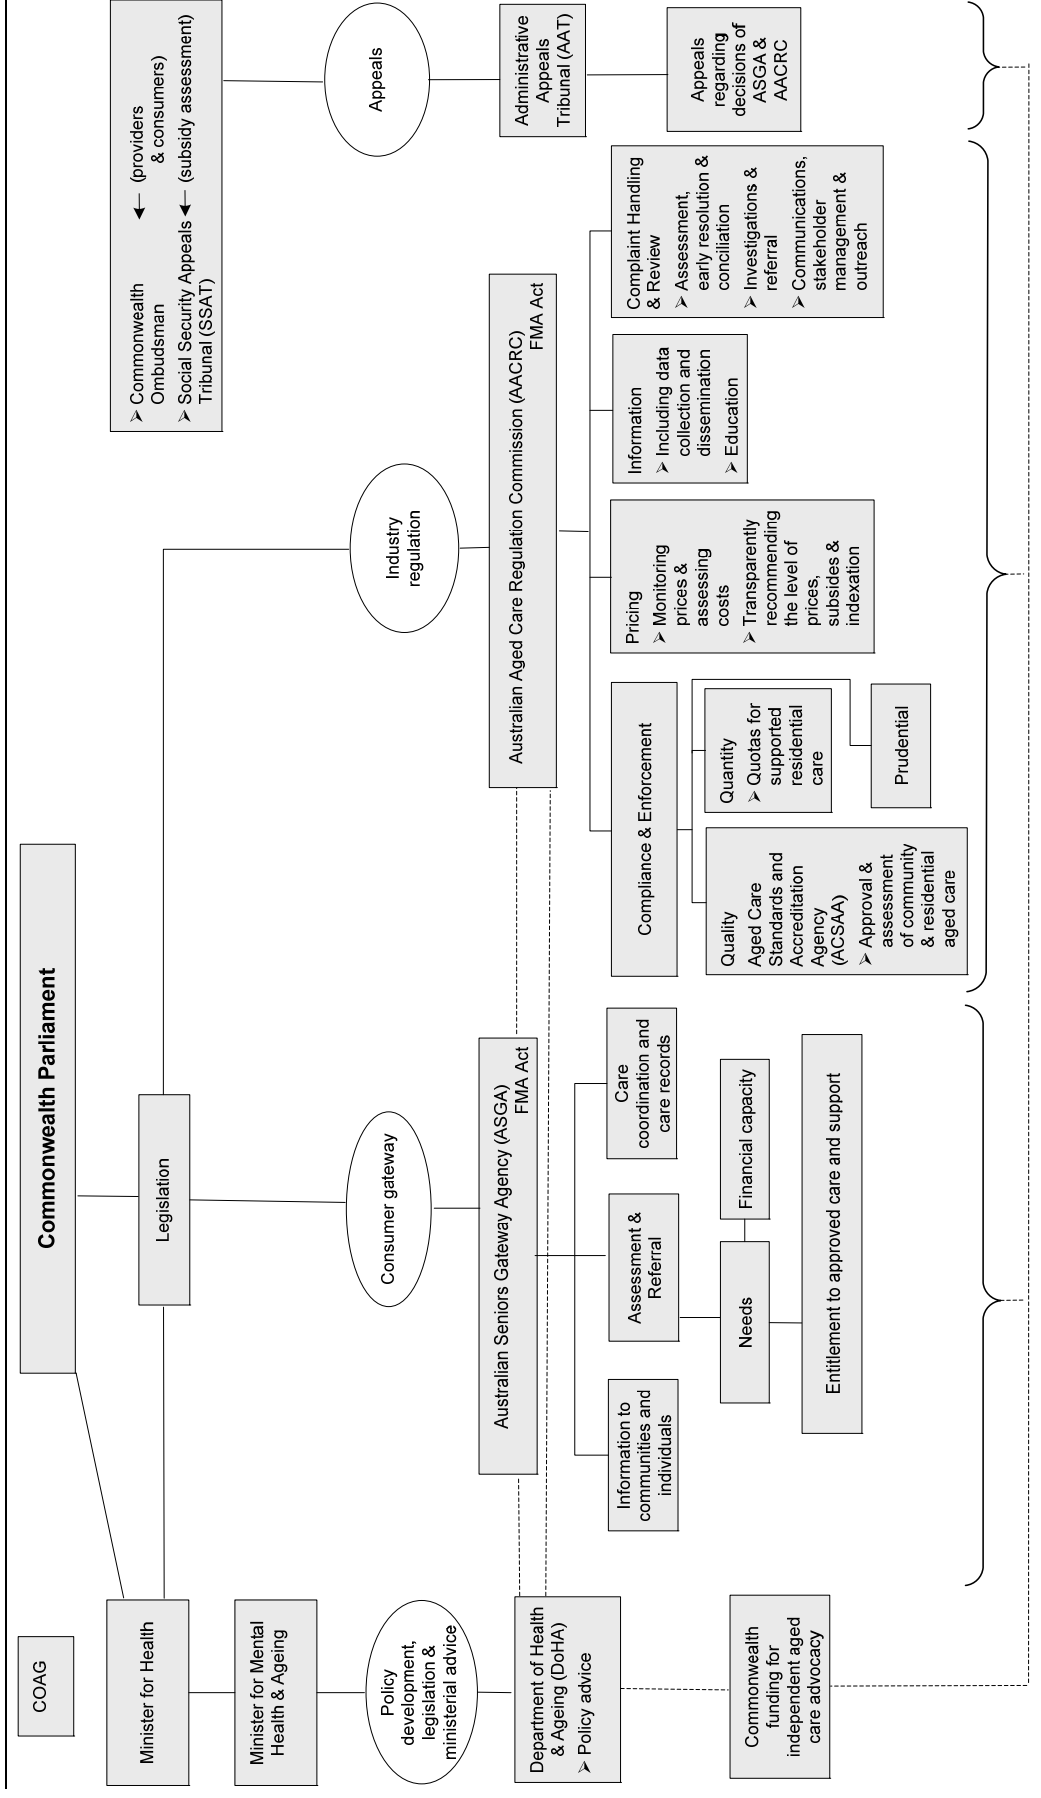 Commonwealth Parliament
COAG
Minister for Health
Legislation
➢ Commonwealth ← (providers
Ombudsman & consumers)
➢ Social Security Appeals ← (subsidy assessment)
Tribunal (SSAT)
Minister for Mental
Health & Ageing
Policy
development,
legislation &
ministerial advice
Consumer gateway
Industry
regulation
Appeals
Department of Health
& Ageing (DoHA)
➢ Policy advice
Australian Seniors Gateway Agency (ASGA)
FMA Act
Australian Aged Care Regulation Commission (AACRC)
FMA Act
Administrative
Appeals
Tribunal (AAT)
Information to
communities and
individuals
Assessment &
Referral
Care
coordination and
care records
Compliance & Enforcement
Pricing
➢ Monitoring
prices &
assessing
costs
➢ Transparently
recommending
the level of
prices,
subsides &
indexation
Information
➢ Including data
collection and
dissemination
➢ Education
Complaint Handling
& Review
➢ Assessment,
early resolution &
conciliation
➢ Investigations &
referral
➢ Communications,
stakeholder
management &
outreach
Appeals
regarding
decisions of
ASGA &
AACRC
Commonwealth
funding for
independent aged
care advocacy
Needs
Financial capacity
Entitlement to approved care and support
Quality
Aged Care
Standards and
Accreditation
Agency
(ACSAA)
➢ Approval &
assessment
of community
& residential
aged care
Quantity
➢ Quotas for
supported
residential
care
Prudential